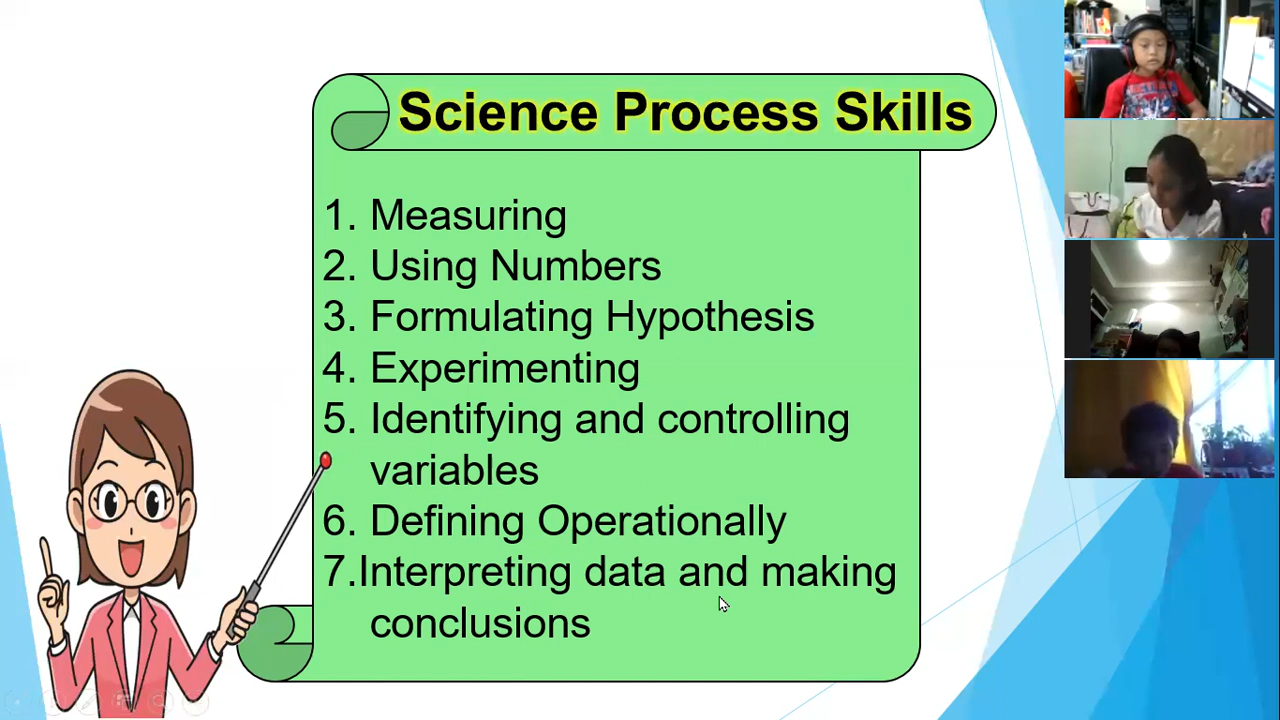 Science Process Skills
1. Measuring
2. Using Numbers
3. Formulating Hypothesis
4. Experimenting
5. Identifying and controlling
variables
6. Defining Operationally
7.Interpreting data and making
conclusions